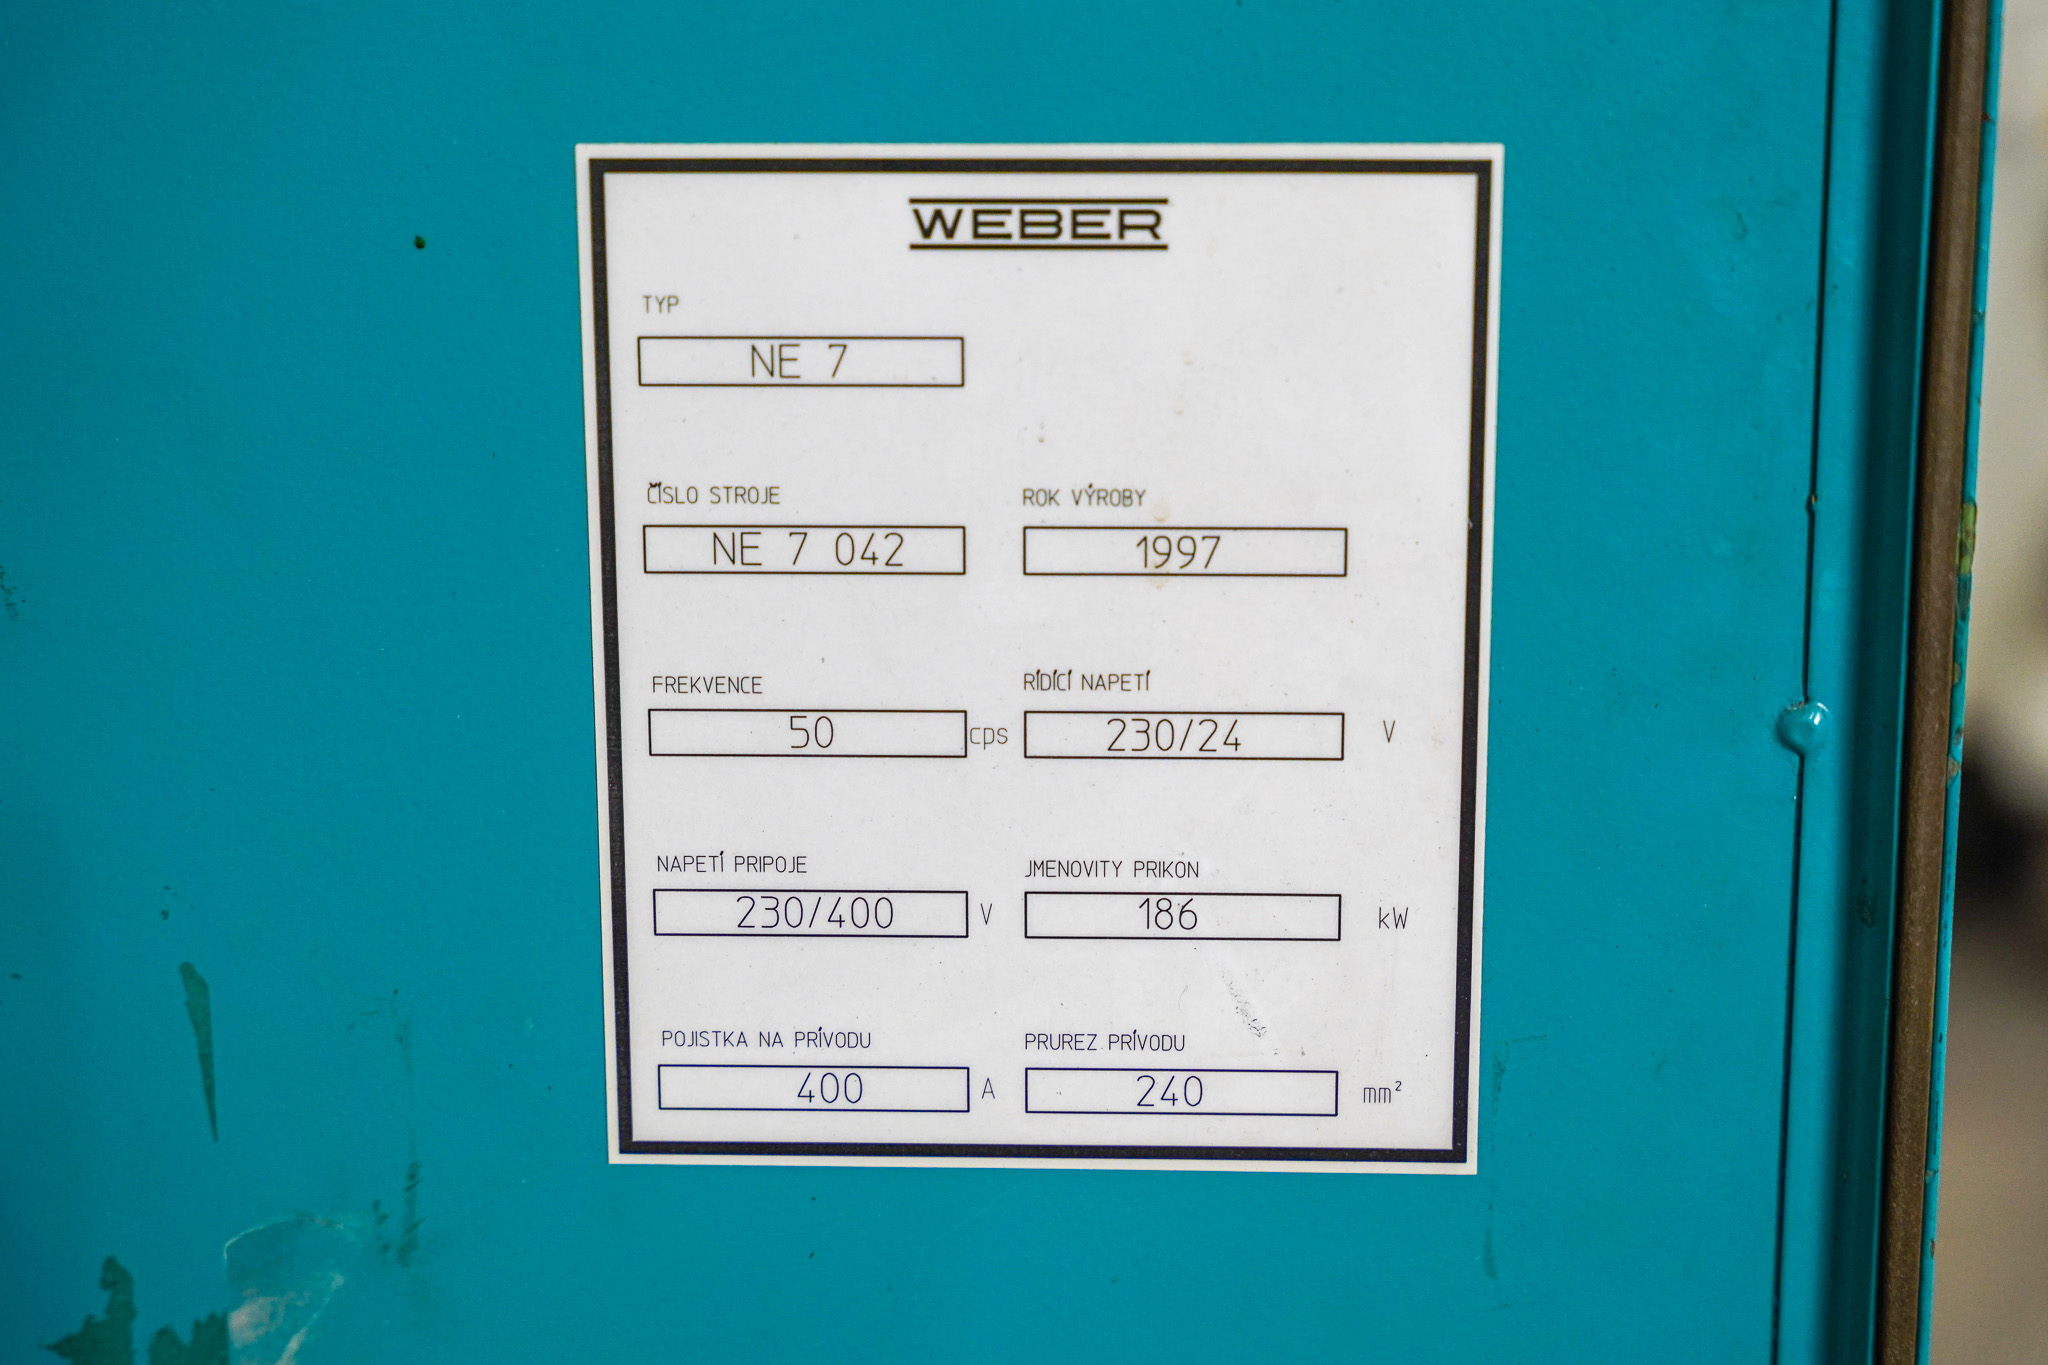 WEBER
TYP
NE 7
ČÍSLO STROJE
NE 7 042
ROK VÝROBY
1997
FREKVENCE
50 cps
RÍDÍCÍ NAPETÍ
230/24 V
NAPETÍ PRIPOJE
230/400 V
JMENOVITY PRIKON
186 kW
POJISTKA NA PRÍVODU
400 A
PRUREZ PRÍVODU
240 mm²